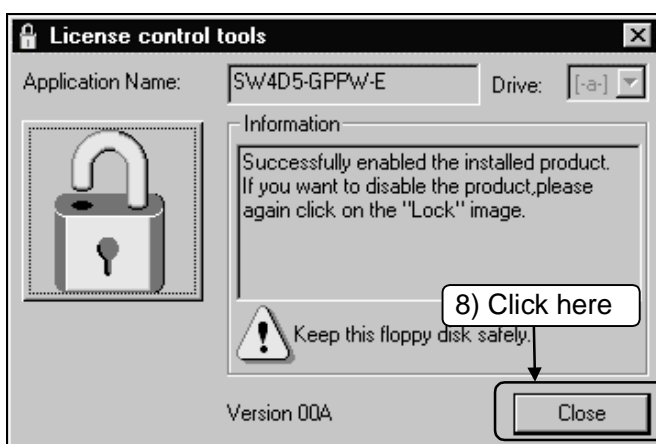 License control tools
Application Name:
SW4D5-GPPW-E
Drive:
[-a-]
Information
Successfully enabled the installed product.
If you want to disable the product,please
again click on the "Lock" image.
8) Click here
Keep this floppy disk safely.
Version 00A
Close